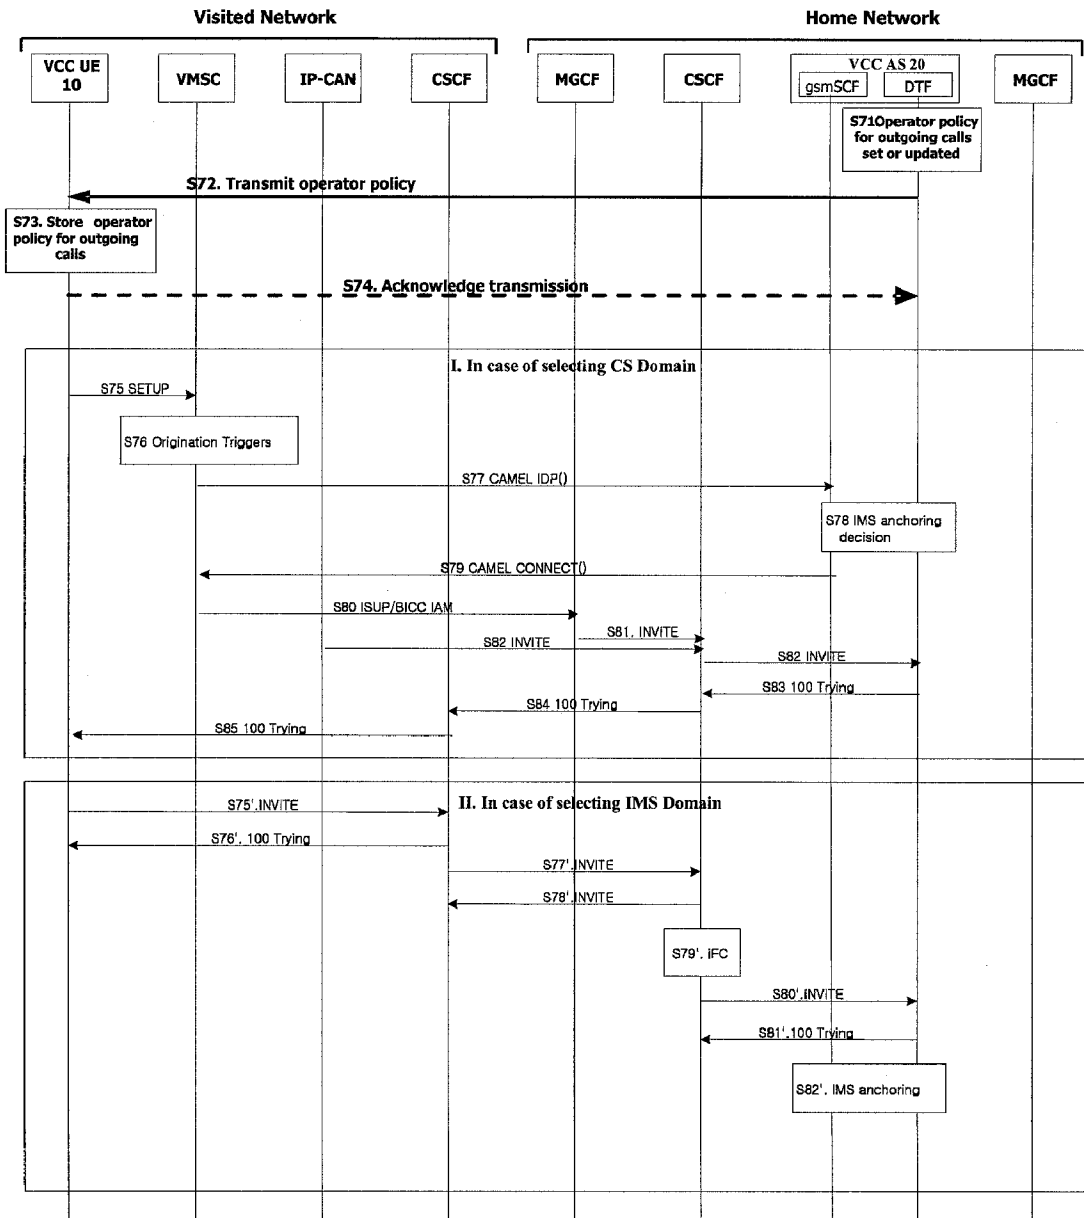 Visited Network
Home Network
VCC UE
10
VMSC
IP-CAN
CSCF
MGCF
CSCF
VCC AS 20
gsmSCF
DTF
MGCF
S71Operator policy
for outgoing calls
set or updated
S72. Transmit operator policy
S73. Store operator
policy for outgoing
calls
S74. Acknowledge transmission
I. In case of selecting CS Domain
S75 SETUP
S76 Origination Triggers
S77 CAMEL IDP()
S78 IMS anchoring
decision
S79 CAMEL CONNECT()
S80 ISUP/BICC IAM
S81, INVITE
S82 INVITE
S82 INVITE
S83 100 Trying
S84 100 Trying
S85 100 Trying
II. In case of selecting IMS Domain
S75'.INVITE
S76'. 100 Trying
S77'.INVITE
S78'.INVITE
S79'. iFC
S80'.INVITE
S81'.100 Trying
S82'. IMS anchoring